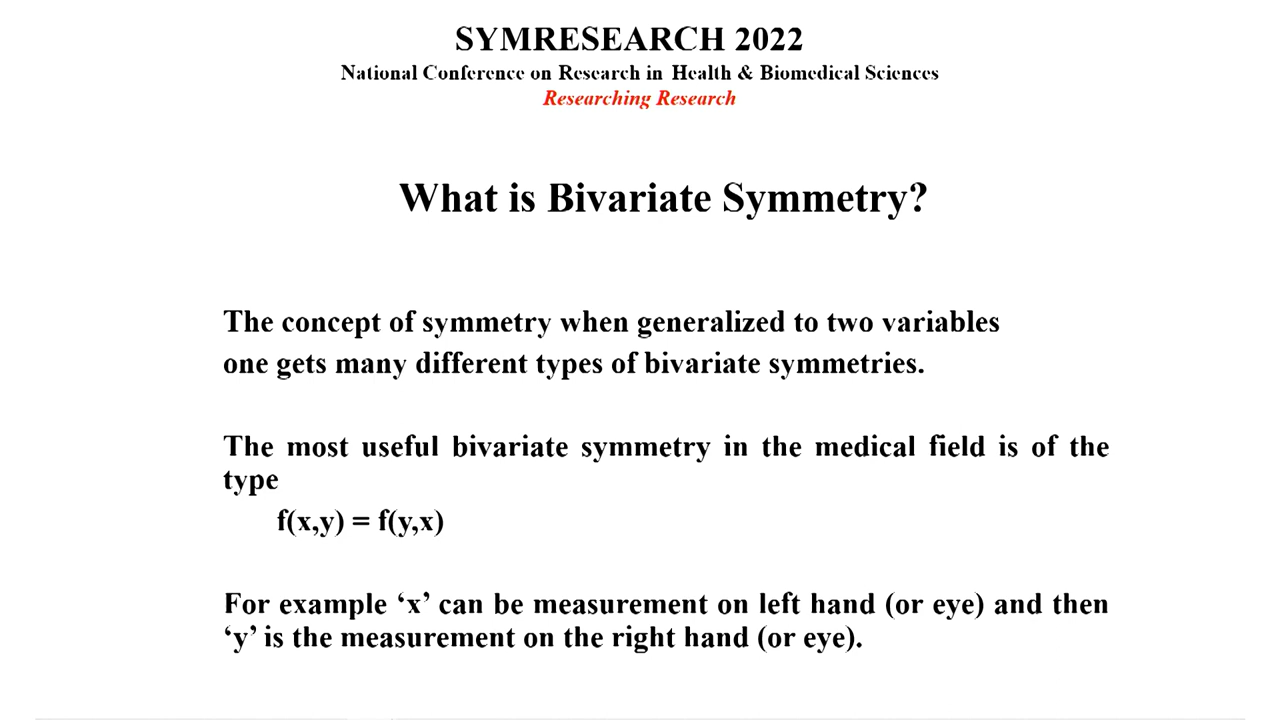 SYMRESEARCH 2022
National Conference on Research in Health & Biomedical Sciences
Researching Research
What is Bivariate Symmetry?
The concept of symmetry when generalized to two variables
one gets many different types of bivariate symmetries.
The most useful bivariate symmetry in the medical field is of the
type
f(x,y) = f(y,x)
For example ‘x’ can be measurement on left hand (or eye) and then
‘y’ is the measurement on the right hand (or eye).